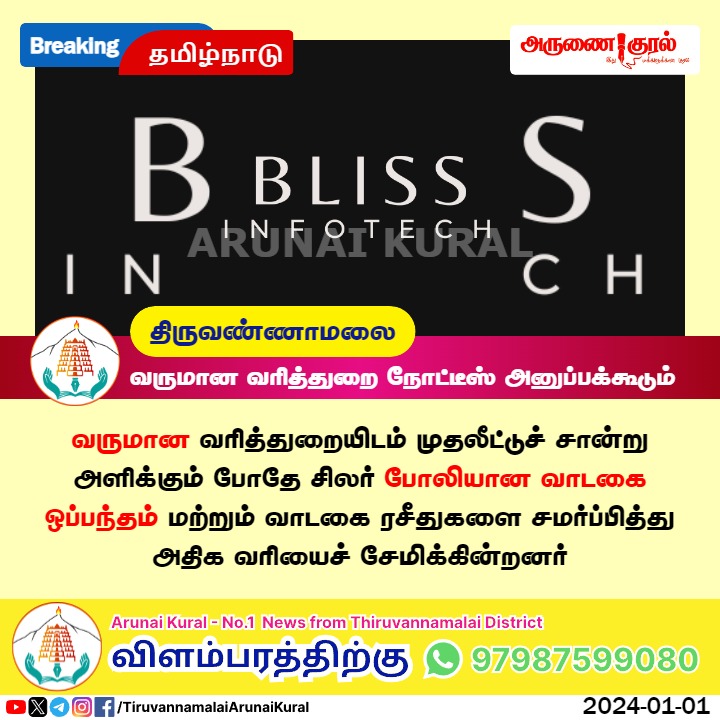 Breaking
தமிழ்நாடு
அருணை குரல்
B BLISS S
INFOTECH
ARUNAI KURAL
IN CH
திருவண்ணாமலை
வருமான வரித்துறை நோட்டீஸ் அனுப்பக்கூடும்
வருமான வரித்துறையிடம் முதலீட்டுச் சான்று
அளிக்கும் போதே சிலர் போலியான வாடகை
ஒப்பந்தம் மற்றும் வாடகை ரசீதுகளை சமர்ப்பித்து
அதிக வரியைச் சேமிக்கின்றனர்
Arunai Kural - No.1 News from Thiruvannamalai District
விளம்பரத்திற்கு 97987599080
/TiruvannamalaiArunaiKural
2024-01-01